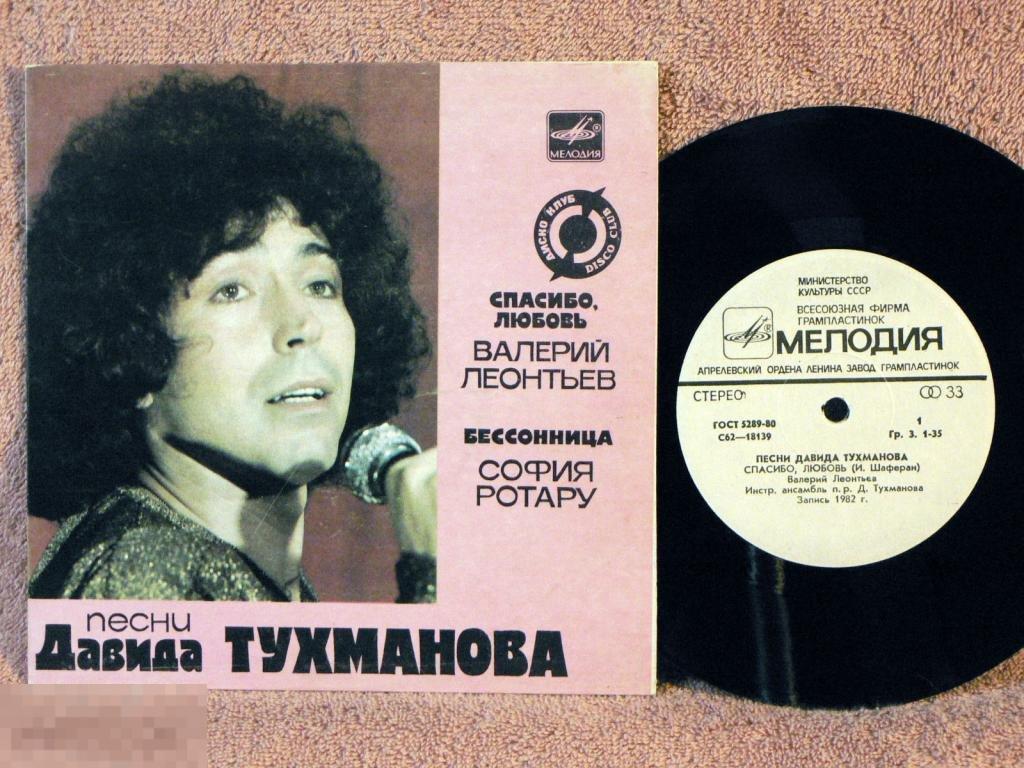 МЕЛОДИЯ
ДИСКО КЛУБ
DISCO CLUB
СПАСИБО,
ЛЮБОВЬ
ВАЛЕРИЙ
ЛЕОНТЬЕВ
БЕССОННИЦА
СОФИЯ
РОТАРУ
песни
Давида ТУХМАНОВА
МИНИСТЕРСТВО
КУЛЬТУРЫ СССР
ВСЕСОЮЗНАЯ ФИРМА
ГРАМПЛАСТИНОК
МЕЛОДИЯ
АПРЕЛЕВСКИЙ ОРДЕНА ЛЕНИНА ЗАВОД ГРАМПЛАСТИНОК
СТЕРЕО 33
ГОСТ 5289-80 1
С62—18139 Гр. 3. 1-35
ПЕСНИ ДАВИДА ТУХМАНОВА
СПАСИБО, ЛЮБОВЬ (И. Шаферан)
Валерий Леонтьев
Инстр. ансамбль п. р. Д. Тухманова
Запись 1982 г.